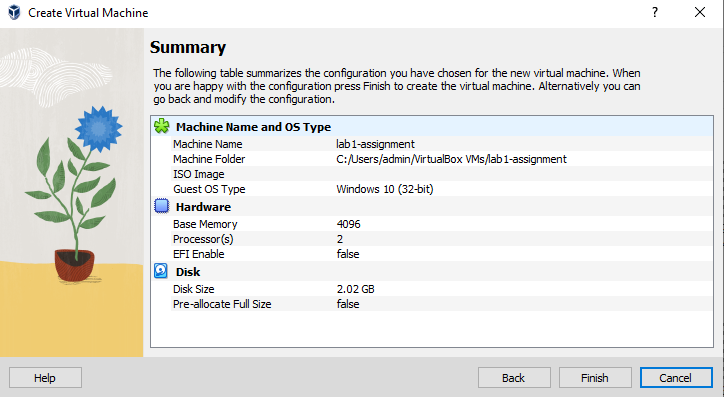 Create Virtual Machine
Summary
The following table summarizes the configuration you have chosen for the new virtual machine. When
you are happy with the configuration press Finish to create the virtual machine. Alternatively you can
go back and modify the configuration.
Machine Name and OS Type
Machine Name lab1-assignment
Machine Folder C:/Users/admin/VirtualBox VMs/lab1-assignment
ISO Image
Guest OS Type Windows 10 (32-bit)
Hardware
Base Memory 4096
Processor(s) 2
EFI Enable false
Disk
Disk Size 2.02 GB
Pre-allocate Full Size false
Help Back Finish Cancel